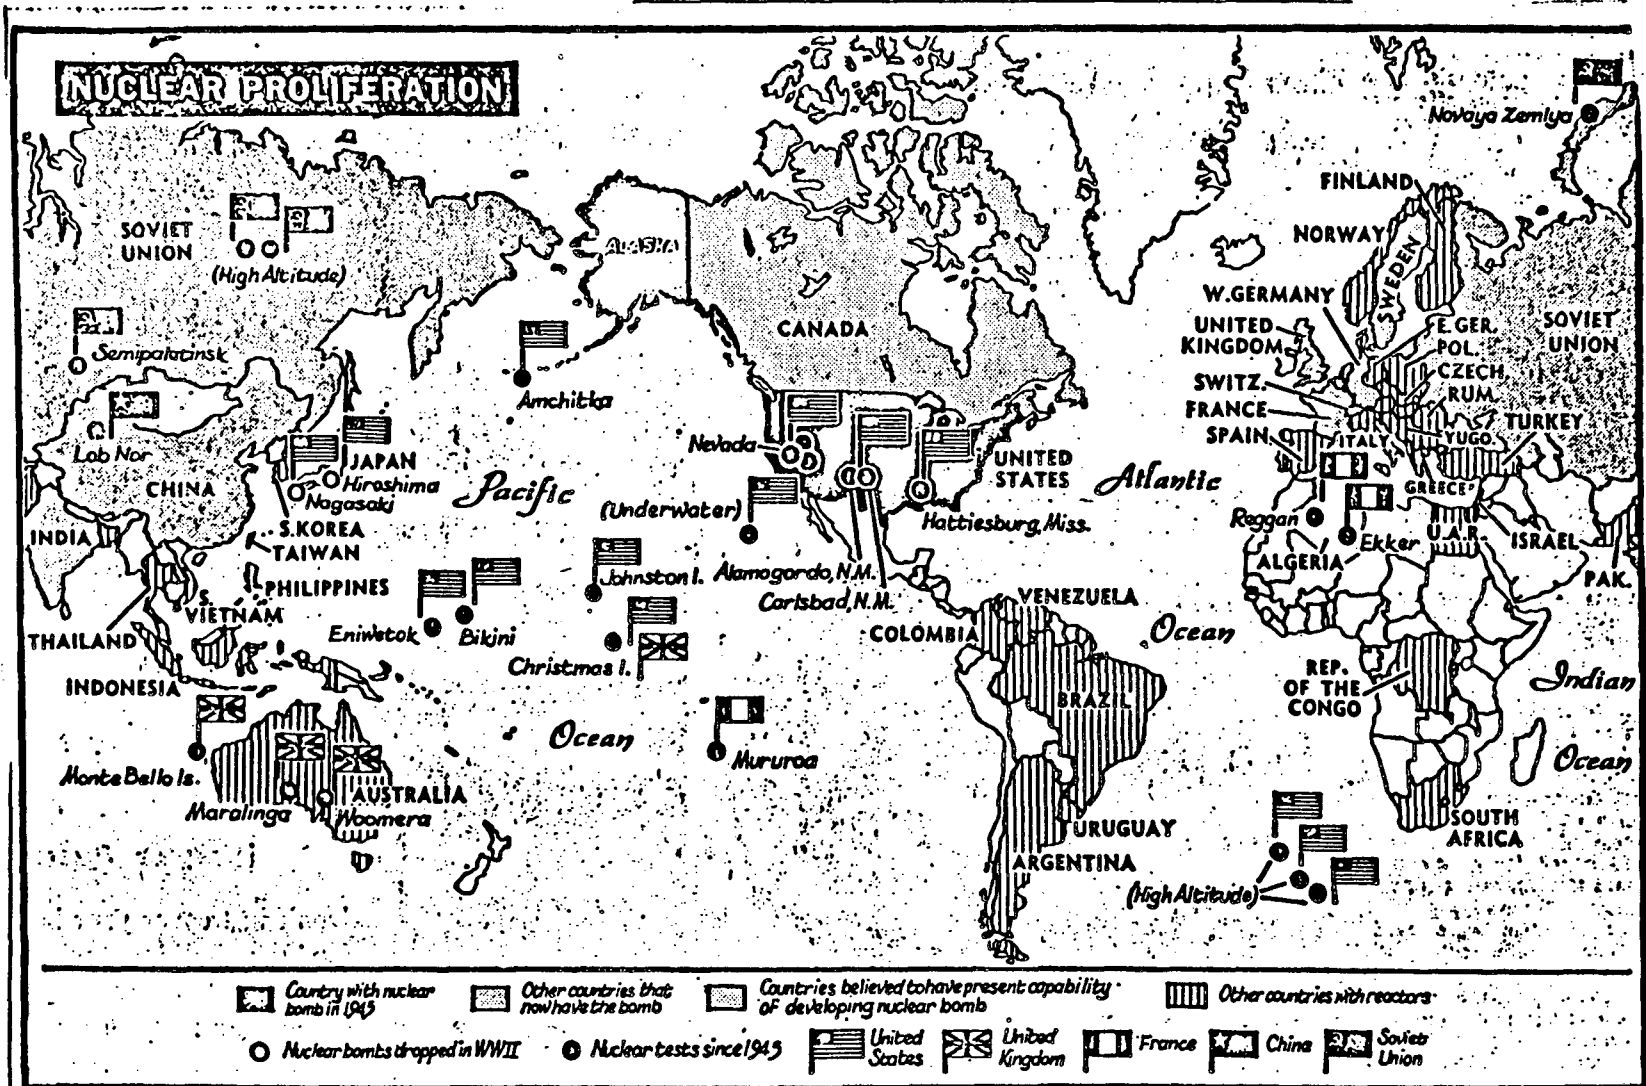 NUCLEAR PROLIFERATION
Novaya Zemlya
FINLAND
NORWAY
SWEDEN
W. GERMANY
UNITED
KINGDOM
SWITZ.
FRANCE
SPAIN
E. GER.
POL.
CZECH.
RUM.
TURKEY
ITALY
YUGO.
GREECE
SOVIET
UNION
SOVIET
UNION
(High Altitude)
ALASKA
CANADA
Semipalatinsk
Amchitka
Lob Nor
CHINA
JAPAN
Hiroshima
Nagasaki
Pacific
Nevada
UNITED
STATES
Atlantic
(Underwater)
Hattiesburg, Miss.
Reggan
Ekker
ALGERIA
U.A.R.
ISRAEL
PAK.
INDIA
S. KOREA
TAIWAN
PHILIPPINES
S.
VIETNAM
THAILAND
INDONESIA
Johnston I.
Alamogordo, N.M.
Carlsbad, N.M.
Eniwetok
Bikini
Christmas I.
VENEZUELA
COLOMBIA
Ocean
BRAZIL
REP.
OF THE
CONGO
Indian
Ocean
Ocean
Mururoa
Monte Bello Is.
Maralinga
AUSTRALIA
Woomera
URUGUAY
ARGENTINA
SOUTH
AFRICA
(High Altitude)
Country with nuclear
bomb in 1945
Other countries that
now have the bomb
Countries believed to have present capability
of developing nuclear bomb
Other countries with reactors
Nuclear bombs dropped in WWII
Nuclear tests since 1945
United
States
United
Kingdom
France
China
Soviet
Union